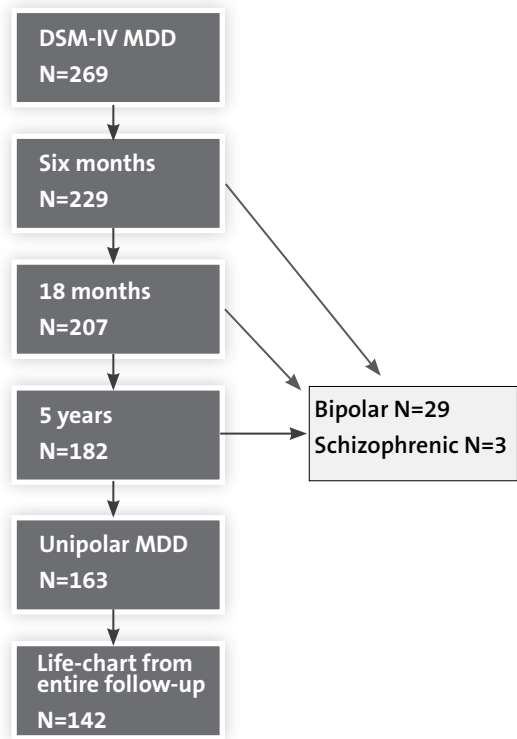 DSM-IV MDD
N=269
Six months
N=229
18 months
N=207
5 years
N=182
Bipolar N=29
Schizophrenic N=3
Unipolar MDD
N=163
Life-chart from
entire follow-up
N=142